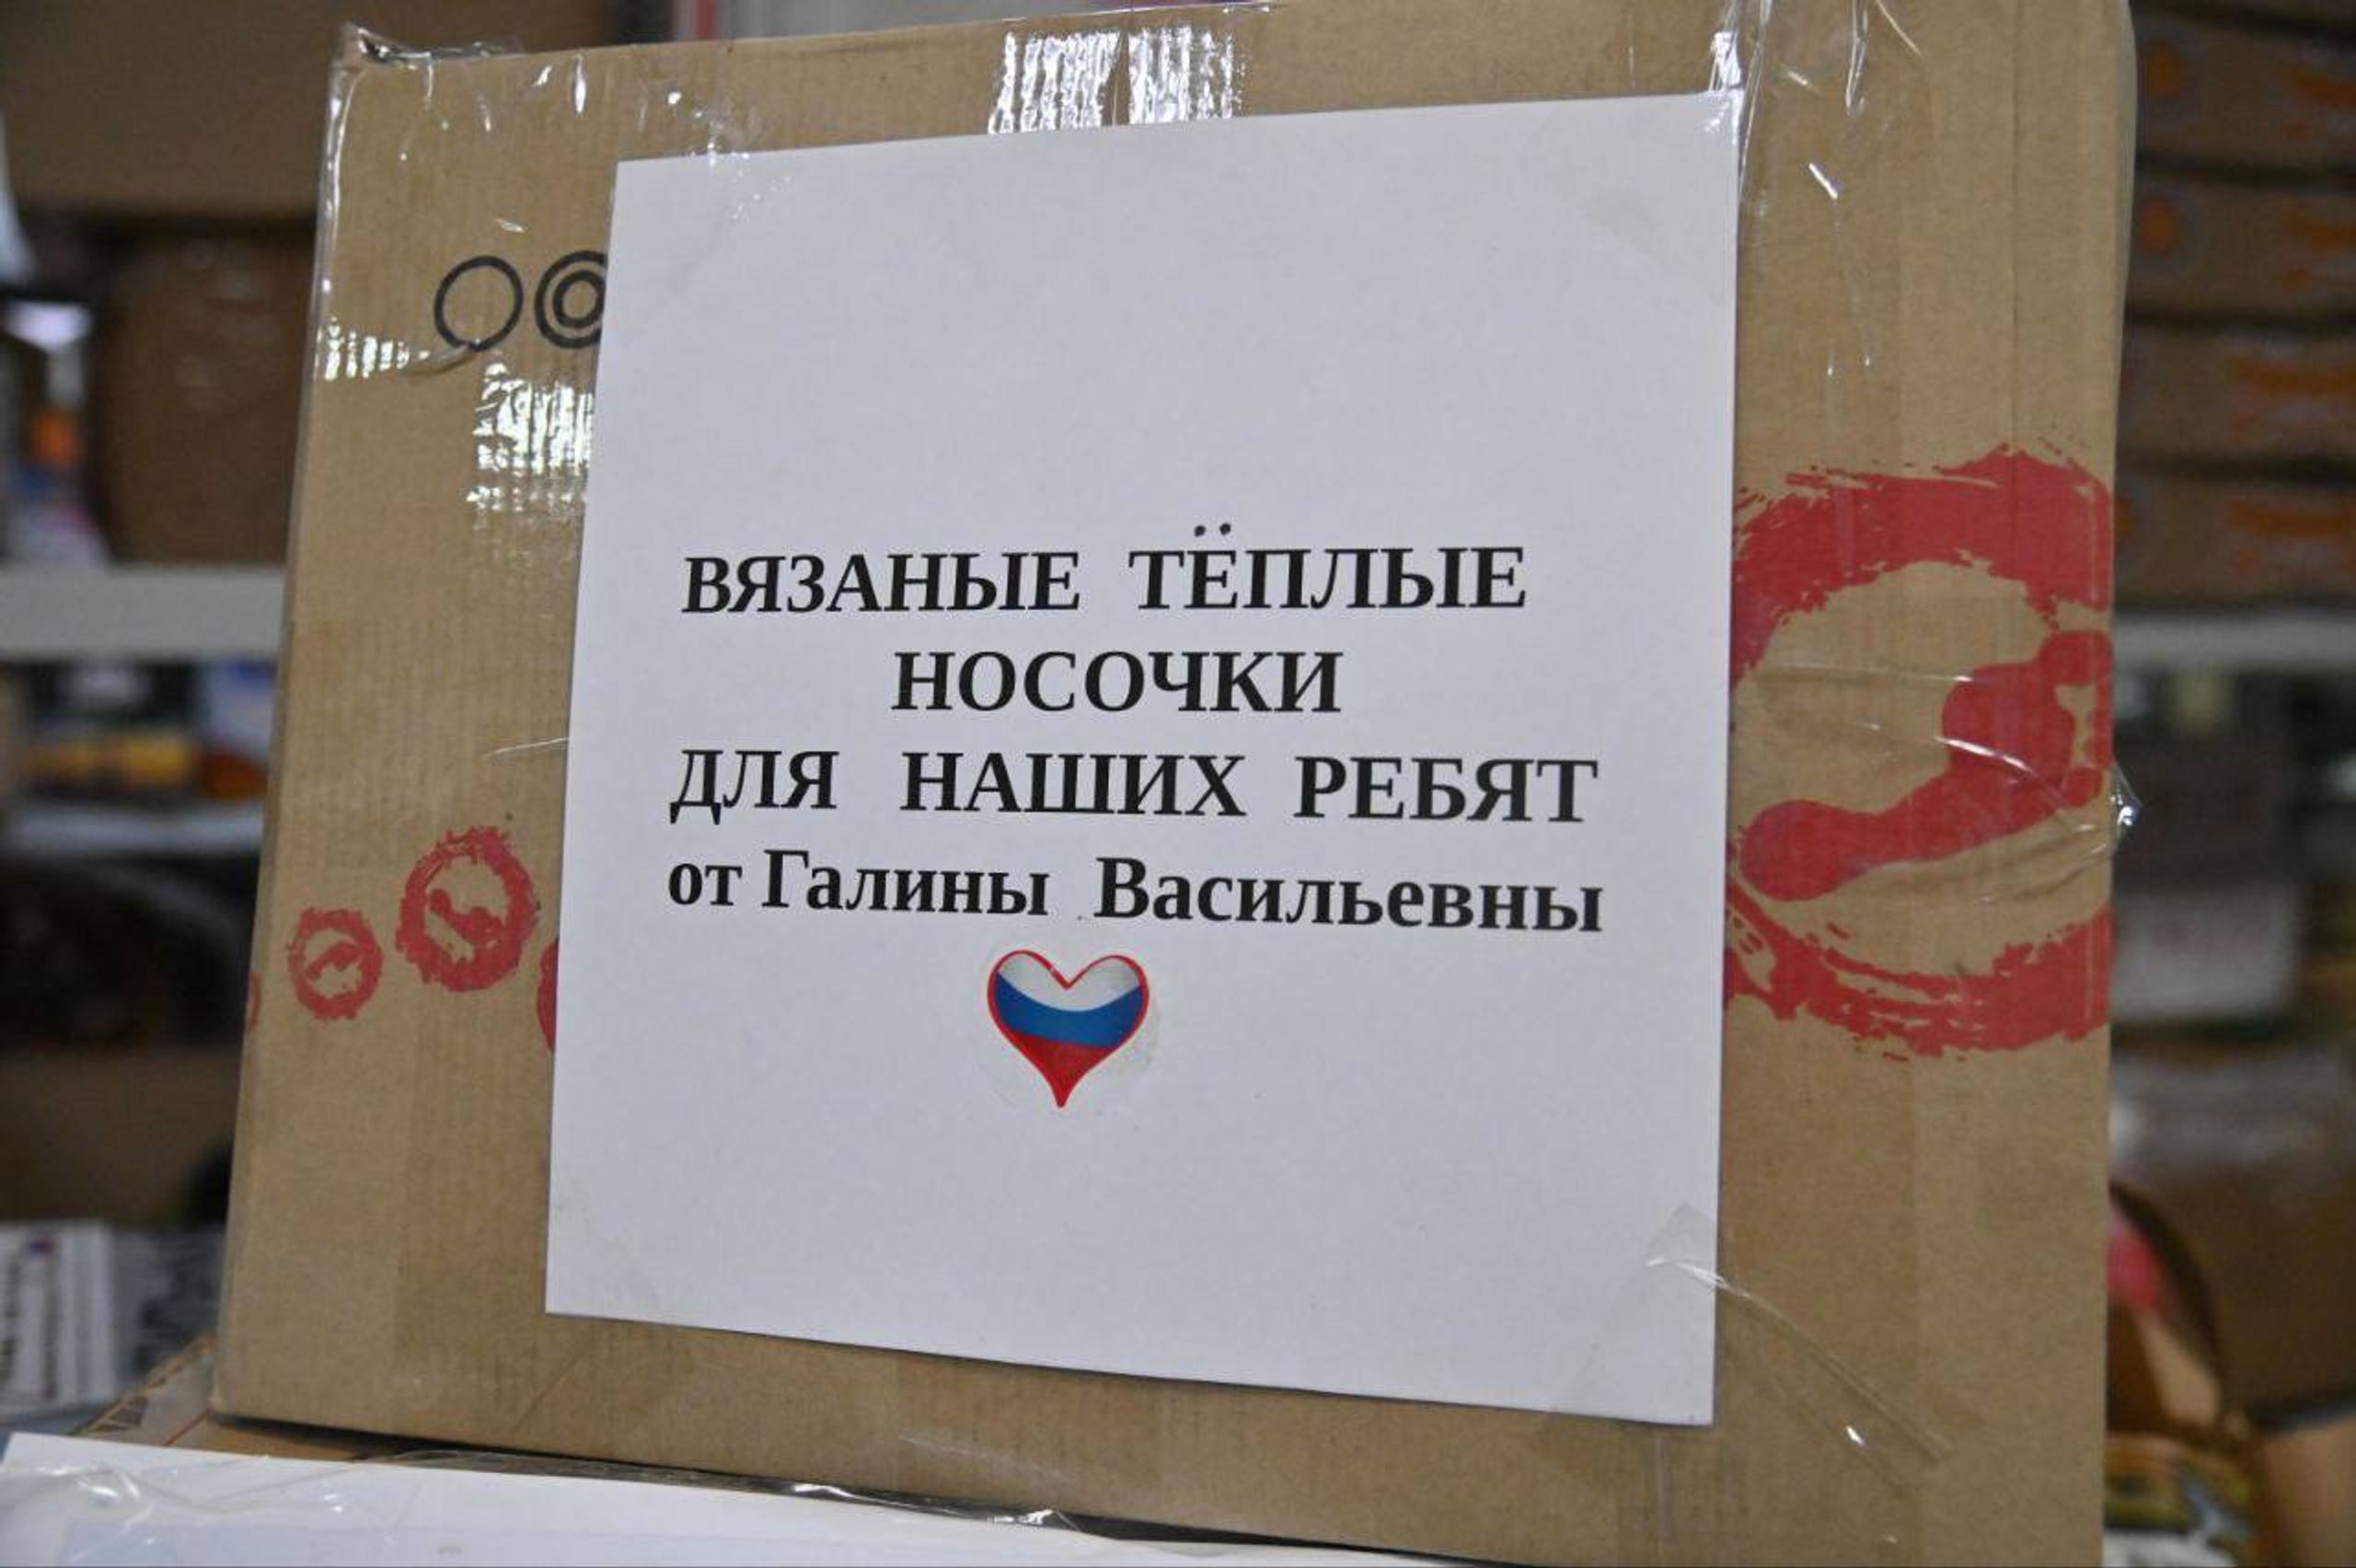 ВЯЗАНЫЕ ТЁПЛЫЕ
НОСОЧКИ
ДЛЯ НАШИХ РЕБЯТ
от Галины Васильевны